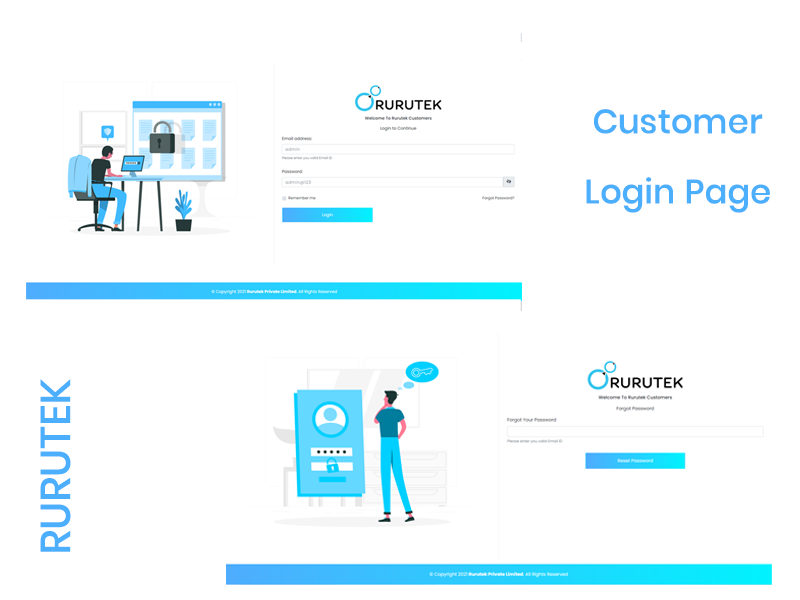 RURUTEK
Welcome To Rurutek Customers
Login to Continue
Email address:
admin
Please enter you valid Email ID
Password:
admin@123
Remember me
Forgot Password?
Login
© Copyright 2021 Rurutek Private Limited. All Rights Reserved
Customer
Login Page
RURUTEK
RURUTEK
Welcome To Rurutek Customers
Forgot Password
Forgot Your Password
Please enter you valid Email ID
Reset Password
© Copyright 2021 Rurutek Private Limited. All Rights Reserved